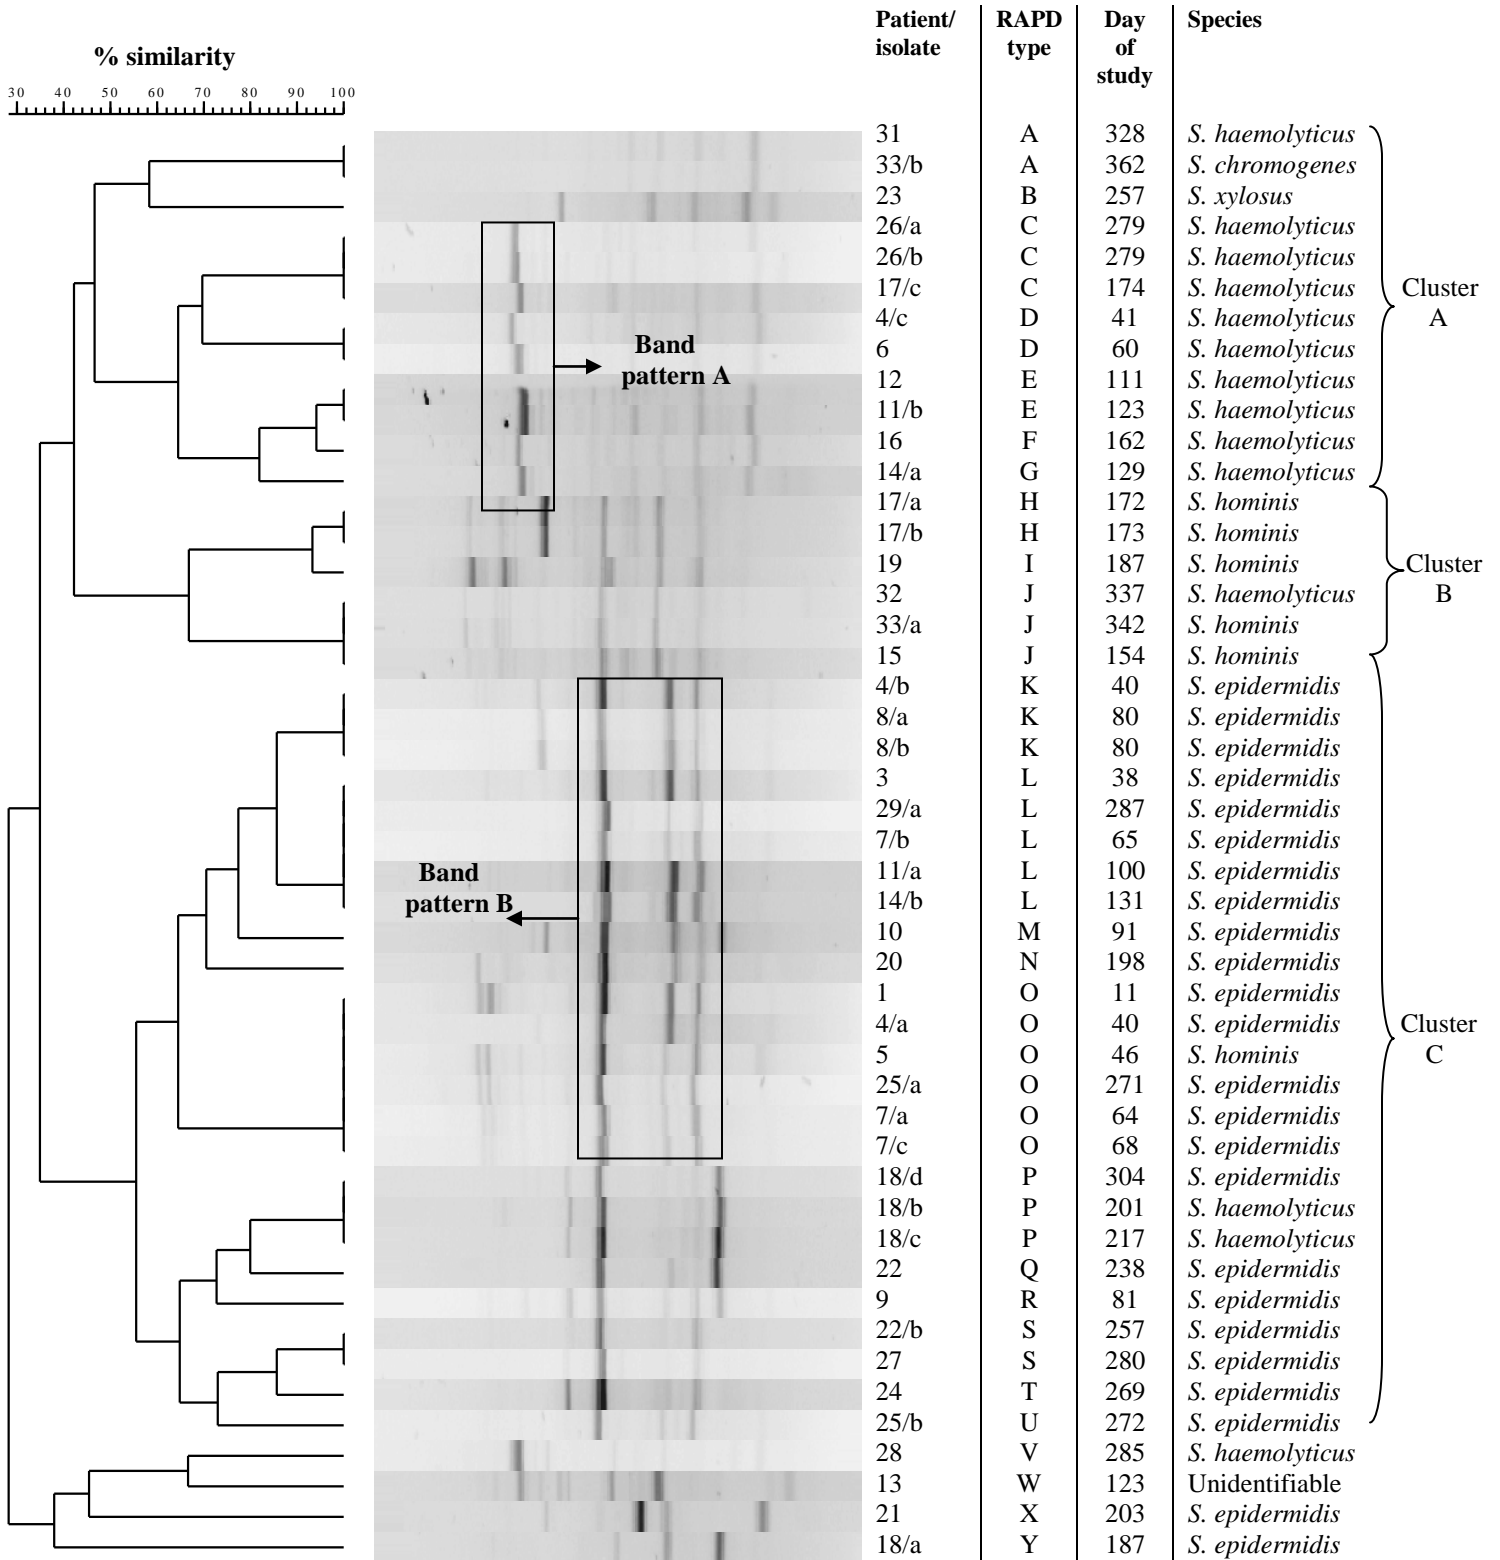 % similarity
30 40 50 60 70 80 90 100
Patient/ isolate RAPD type Day of study Species
31 A 328 S. haemolyticus
33/b A 362 S. chromogenes
23 B 257 S. xylosus
26/a C 279 S. haemolyticus
26/b C 279 S. haemolyticus
17/c C 174 S. haemolyticus
4/c D 41 S. haemolyticus
6 D 60 S. haemolyticus
12 E 111 S. haemolyticus
11/b E 123 S. haemolyticus
16 F 162 S. haemolyticus
14/a G 129 S. haemolyticus
Cluster
A
Band
pattern A
17/a H 172 S. hominis
17/b H 173 S. hominis
19 I 187 S. hominis
32 J 337 S. haemolyticus
33/a J 342 S. hominis
15 J 154 S. hominis
Cluster
B
4/b K 40 S. epidermidis
8/a K 80 S. epidermidis
8/b K 80 S. epidermidis
3 L 38 S. epidermidis
29/a L 287 S. epidermidis
7/b L 65 S. epidermidis
11/a L 100 S. epidermidis
14/b L 131 S. epidermidis
10 M 91 S. epidermidis
20 N 198 S. epidermidis
1 O 11 S. epidermidis
4/a O 40 S. epidermidis
5 O 46 S. hominis
25/a O 271 S. epidermidis
7/a O 64 S. epidermidis
7/c O 68 S. epidermidis
Band
pattern B
18/d P 304 S. epidermidis
18/b P 201 S. haemolyticus
18/c P 217 S. haemolyticus
22 Q 238 S. epidermidis
9 R 81 S. epidermidis
22/b S 257 S. epidermidis
27 S 280 S. epidermidis
24 T 269 S. epidermidis
25/b U 272 S. epidermidis
Cluster
C
28 V 285 S. haemolyticus
13 W 123 Unidentifiable
21 X 203 S. epidermidis
18/a Y 187 S. epidermidis